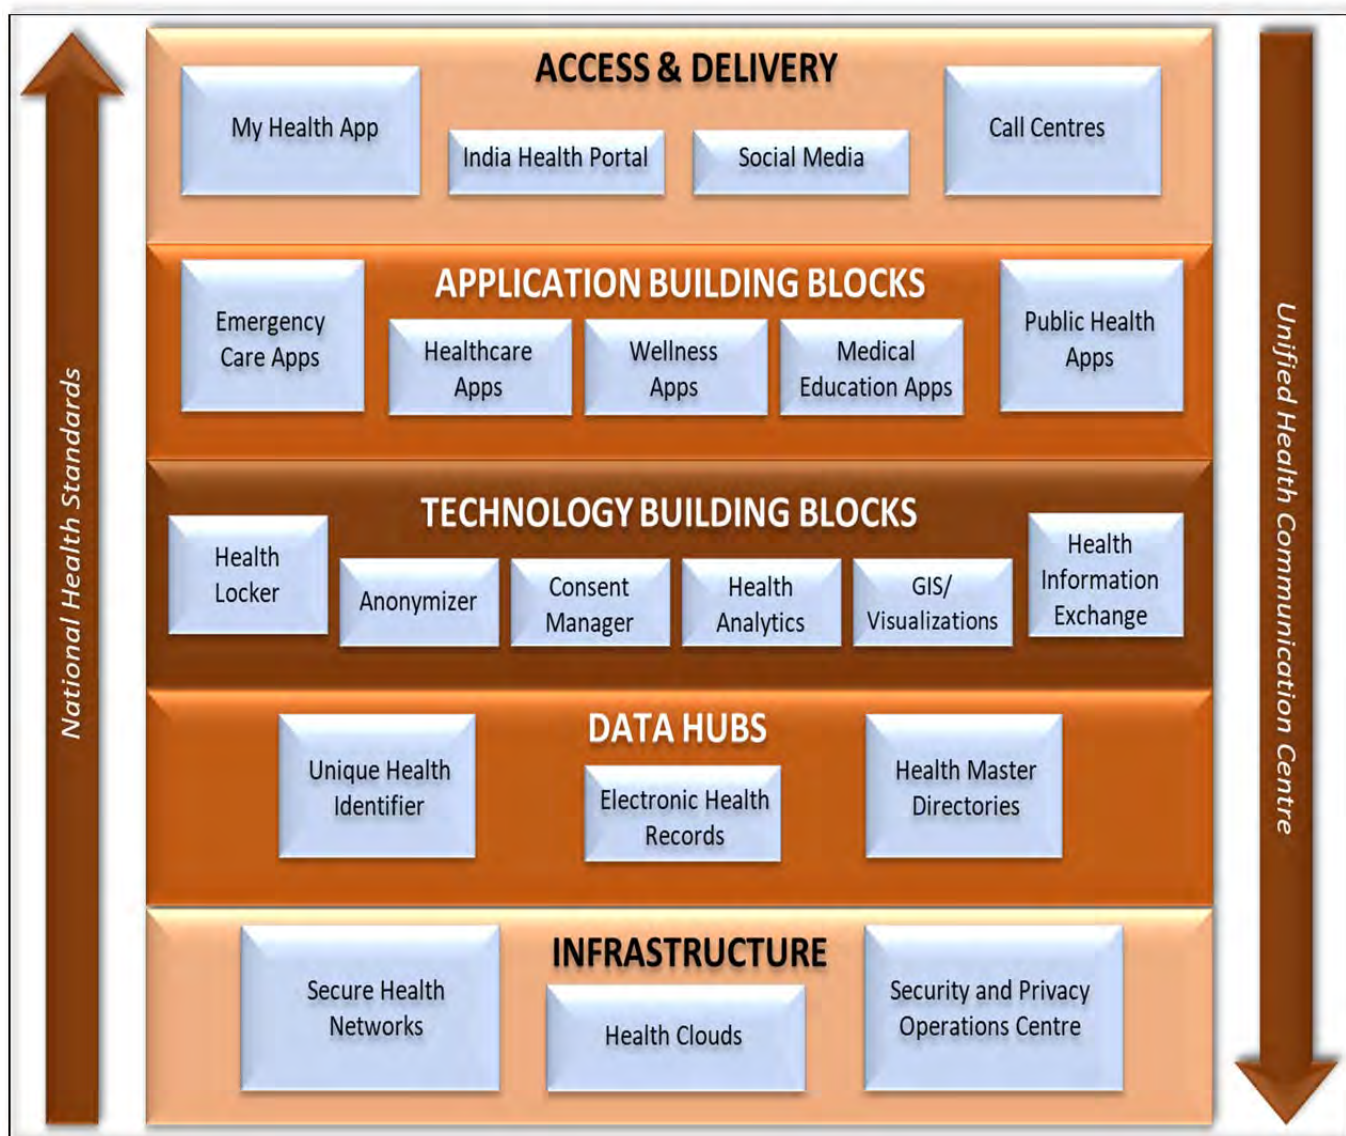 ACCESS & DELIVERY
My Health App
India Health Portal
Social Media
Call Centres
APPLICATION BUILDING BLOCKS
Emergency
Care Apps
Healthcare
Apps
Wellness
Apps
Medical
Education Apps
Public Health
Apps
TECHNOLOGY BUILDING BLOCKS
Health
Locker
Anonymizer
Consent
Manager
Health
Analytics
GIS/
Visualizations
Health
Information
Exchange
DATA HUBS
Unique Health
Identifier
Electronic Health
Records
Health Master
Directories
INFRASTRUCTURE
Secure Health
Networks
Health Clouds
Security and Privacy
Operations Centre
National Health Standards
Unified Health Communication Centre